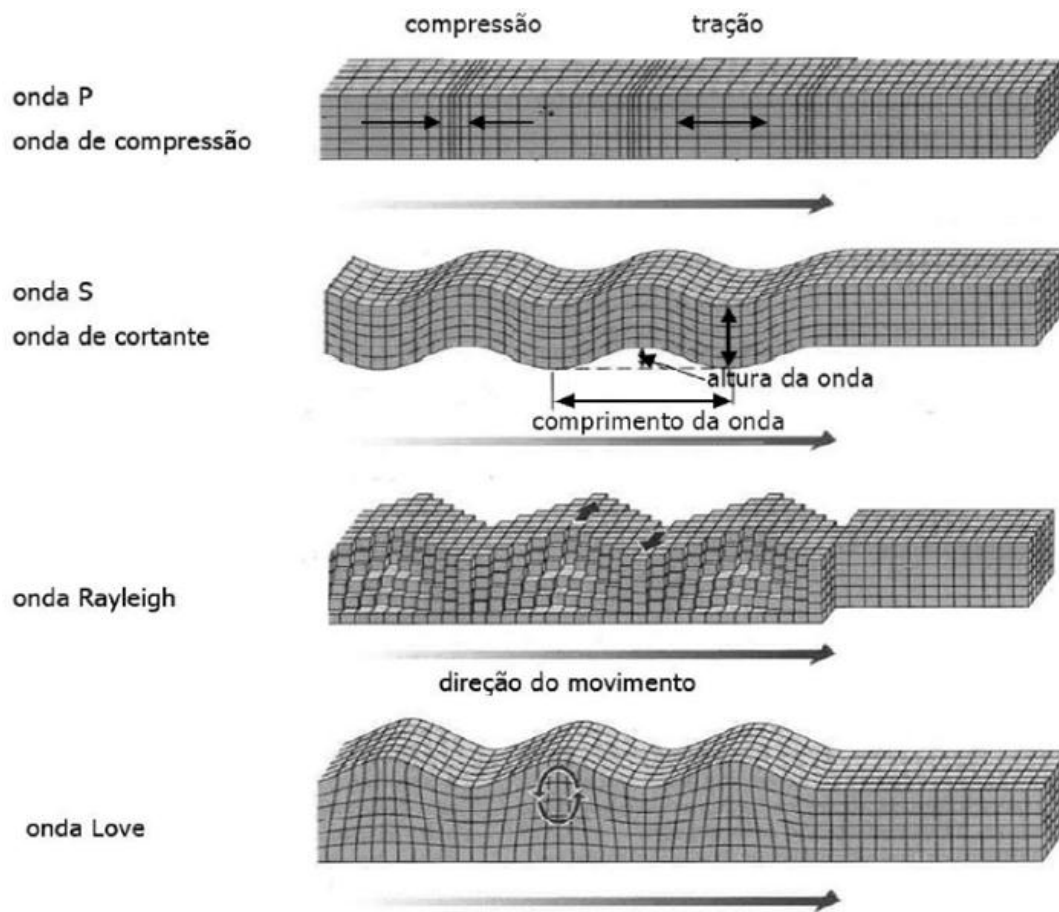 compressão
tração
onda P
onda de compressão
onda S
onda de cortante
altura da onda
comprimento da onda
onda Rayleigh
direção do movimento
onda Love